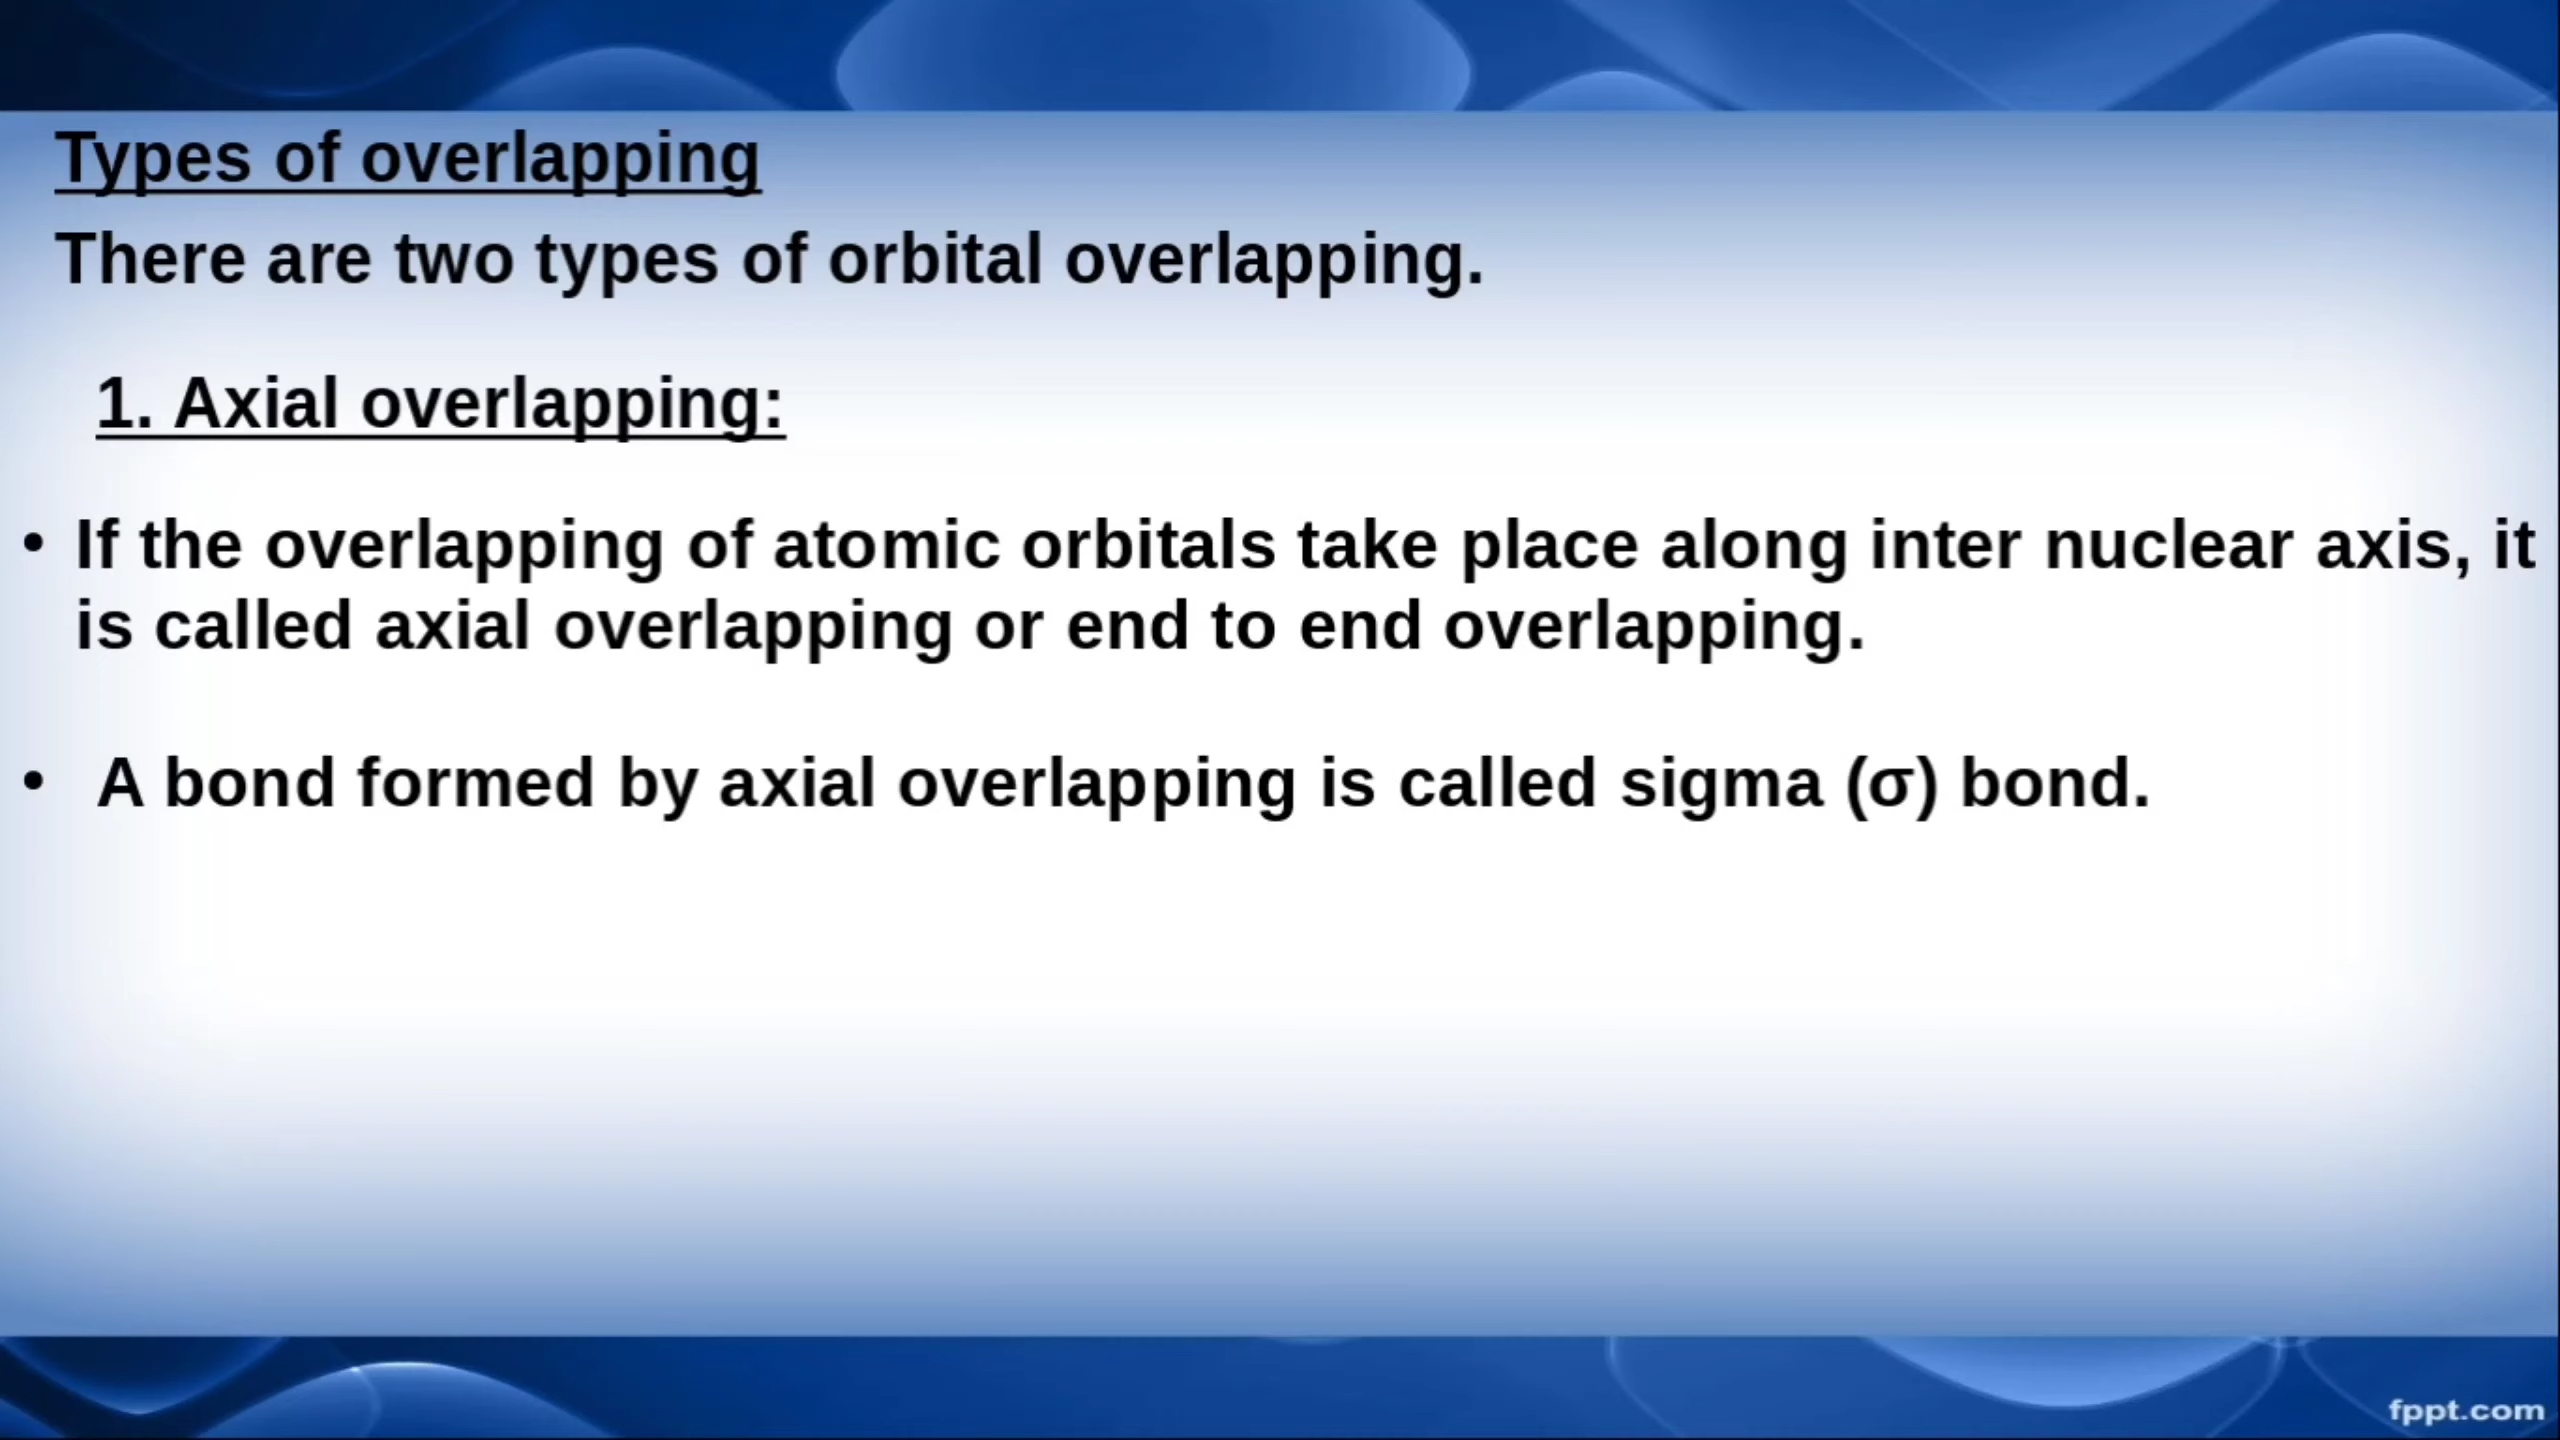 Types of overlapping
There are two types of orbital overlapping.
1. Axial overlapping:
• If the overlapping of atomic orbitals take place along inter nuclear axis, it
is called axial overlapping or end to end overlapping.
• A bond formed by axial overlapping is called sigma (σ) bond.
fppt.com